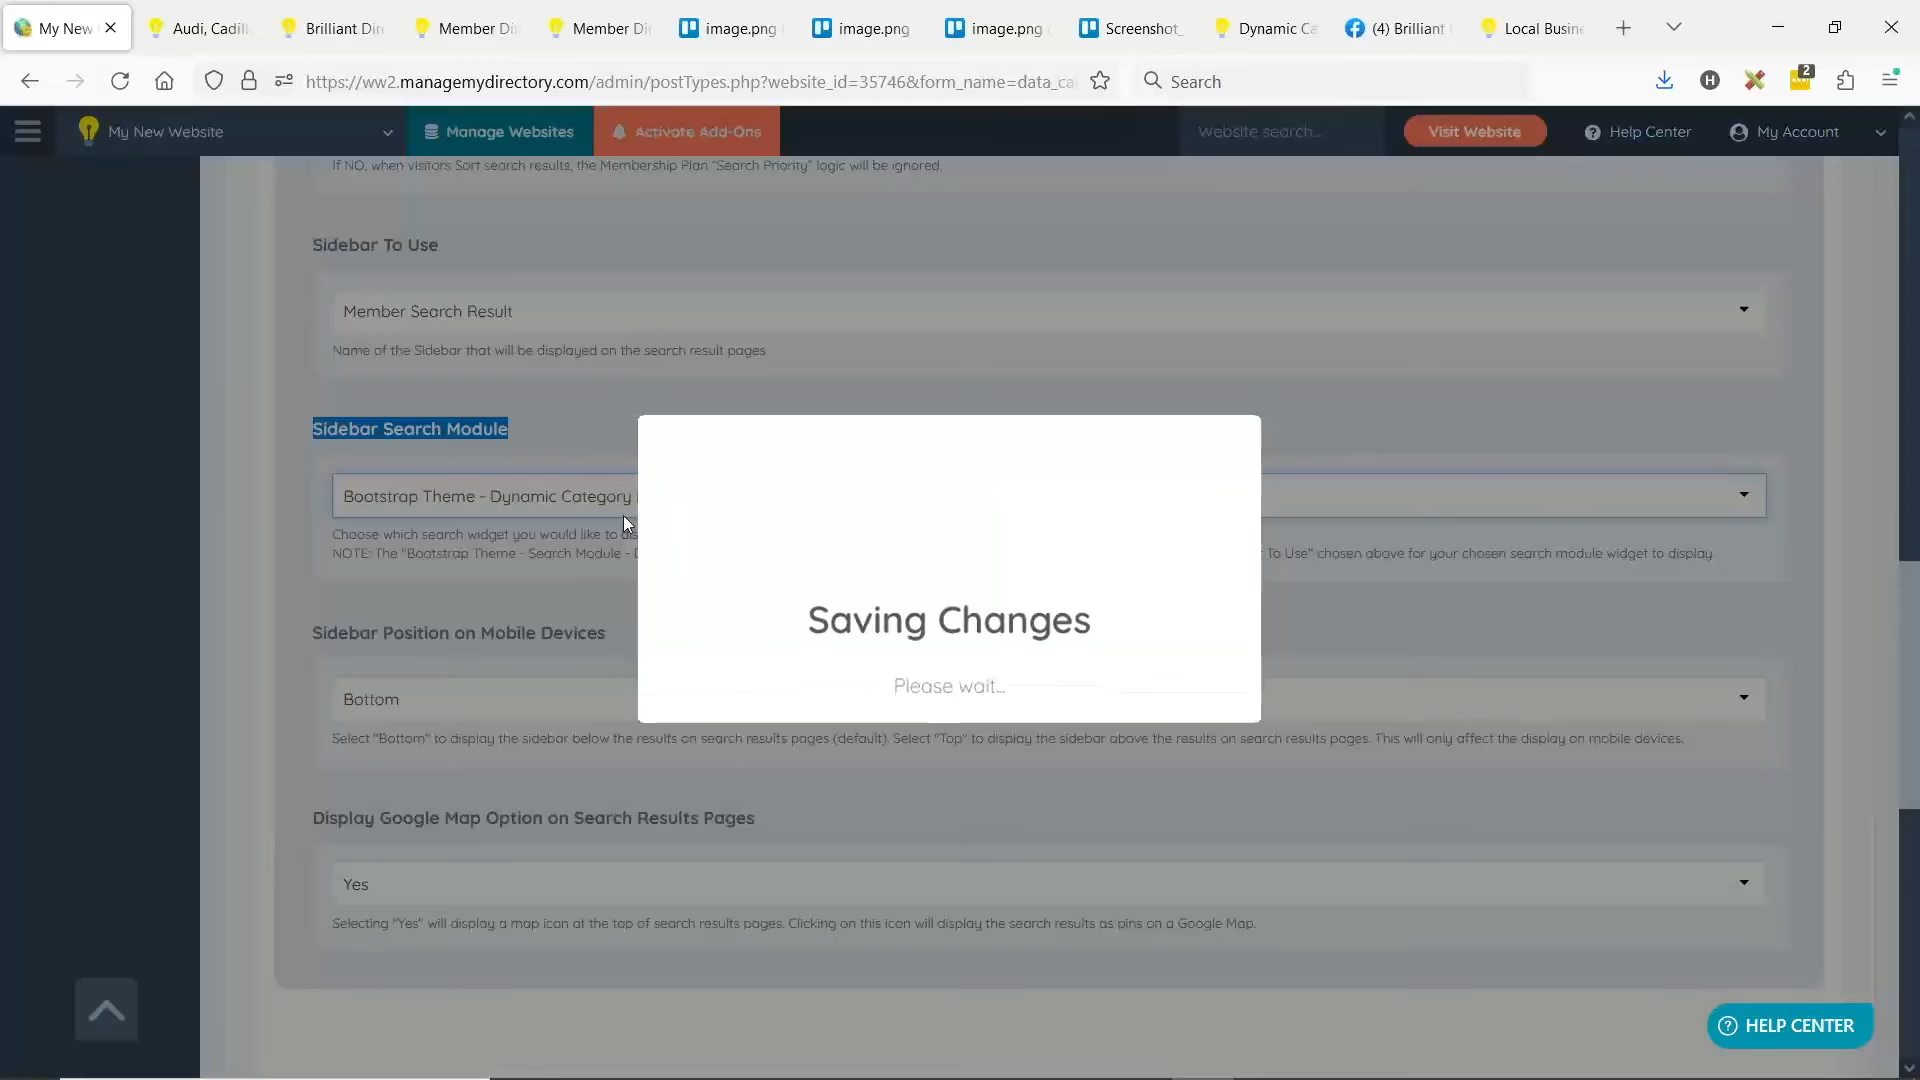 My New
Audi, Cadill
Brilliant Dire
Member Di
Member Di
image.png
image.png
image.png (
Screenshot_
Dynamic Ca
(4) Brilliant
Local Busine
https://ww2.managemydirectory.com/admin/postTypes.php?website_id=35746&form_name=data_ca
Search
H
2
My New Website
Manage Websites
Activate Add-Ons
Website search...
Visit Website
Help Center
My Account
If NO, when visitors Sort search results, the Membership Plan "Search Priority" logic will be ignored.
Sidebar To Use
Member Search Result
Name of the Sidebar that will be displayed on the search result pages
Sidebar Search Module
Bootstrap Theme - Dynamic Category
Choose which search widget you would like to dis
NOTE: The "Bootstrap Theme - Search Module - D
To Use" chosen above for your chosen search module widget to display.
Saving Changes
Please wait...
Sidebar Position on Mobile Devices
Bottom
Select "Bottom" to display the sidebar below the results on search results pages (default). Select "Top" to display the sidebar above the results on search results pages. This will only affect the display on mobile devices.
Display Google Map Option on Search Results Pages
Yes
Selecting "Yes" will display a map icon at the top of search results pages. Clicking on this icon will display the search results as pins on a Google Map.
HELP CENTER